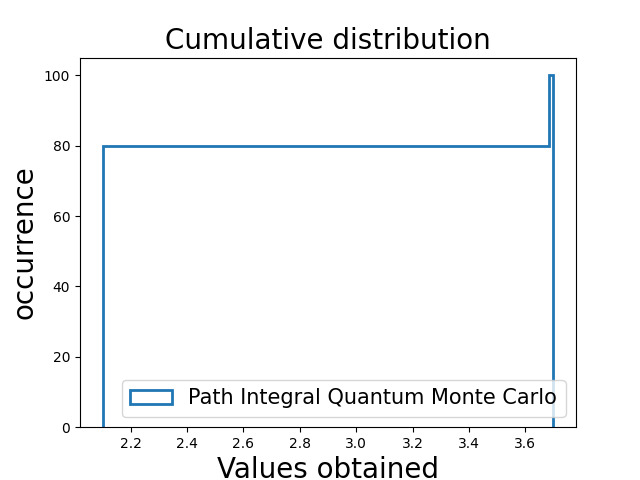 Cumulative distribution
100
80
60
40
20
0
occurrence
Path Integral Quantum Monte Carlo
2.2 2.4 2.6 2.8 3.0 3.2 3.4 3.6
Values obtained